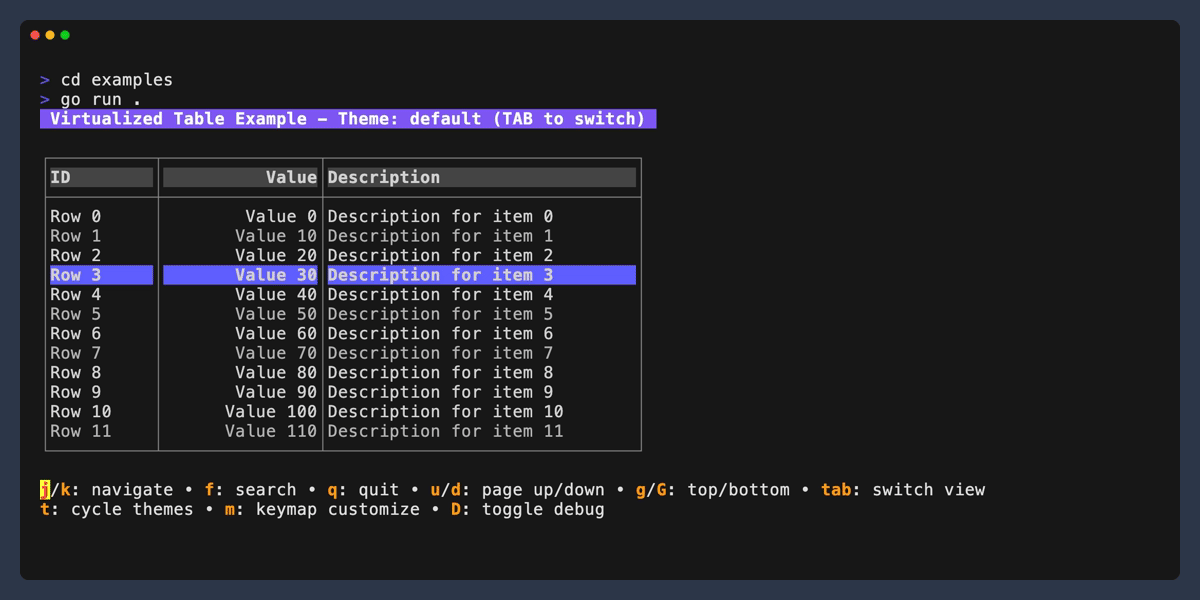 > cd examples
> go run .
Virtualized Table Example – Theme: default (TAB to switch)
ID Value Description
Row 0 Value 0 Description for item 0
Row 1 Value 10 Description for item 1
Row 2 Value 20 Description for item 2
Row 3 Value 30 Description for item 3
Row 4 Value 40 Description for item 4
Row 5 Value 50 Description for item 5
Row 6 Value 60 Description for item 6
Row 7 Value 70 Description for item 7
Row 8 Value 80 Description for item 8
Row 9 Value 90 Description for item 9
Row 10 Value 100 Description for item 10
Row 11 Value 110 Description for item 11
j/k: navigate • f: search • q: quit • u/d: page up/down • g/G: top/bottom • tab: switch view
t: cycle themes • m: keymap customize • D: toggle debug